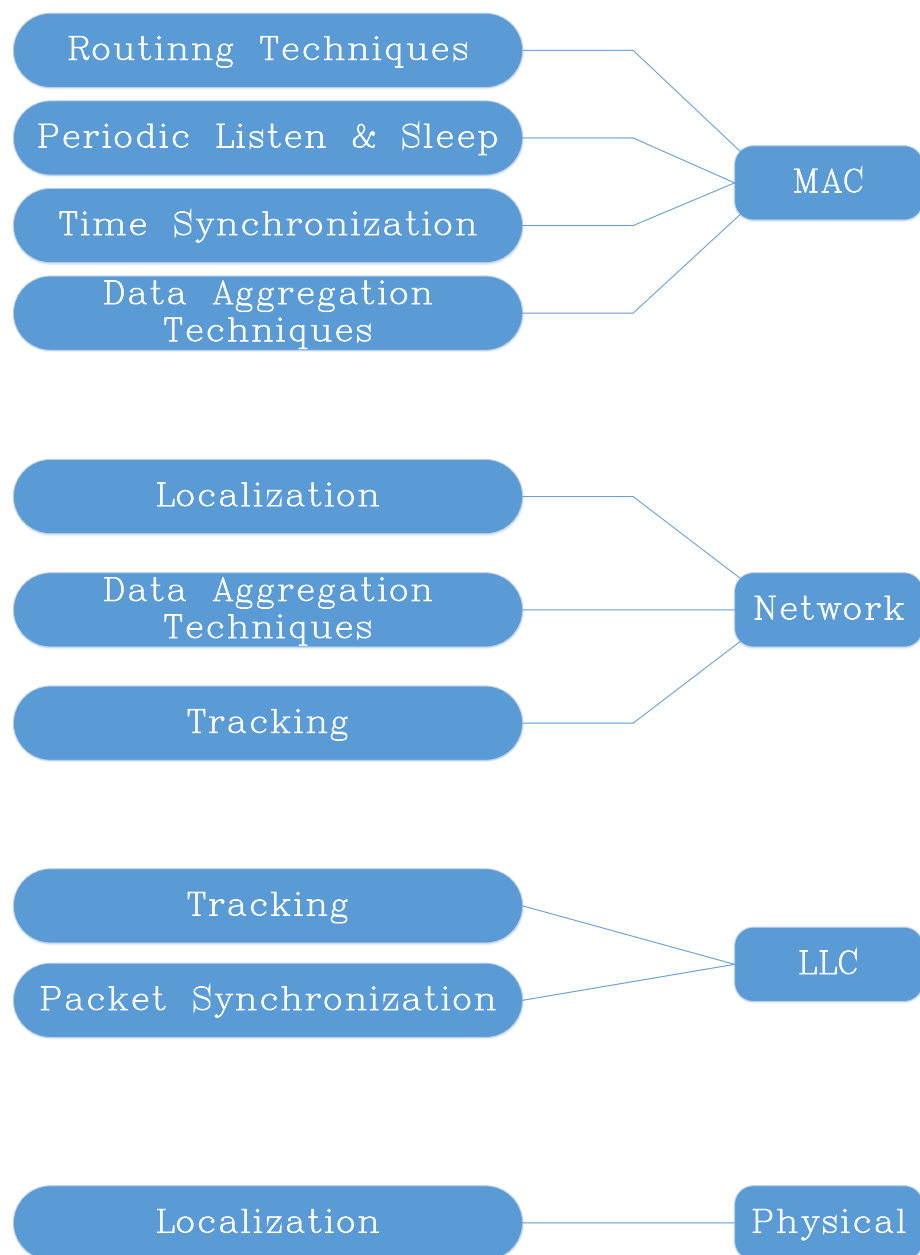 Routinng Techniques
Periodic Listen & Sleep
MAC
Time Synchronization
Data Aggregation
Techniques
Localization
Data Aggregation
Techniques
Network
Tracking
Tracking
LLC
Packet Synchronization
Localization
Physical